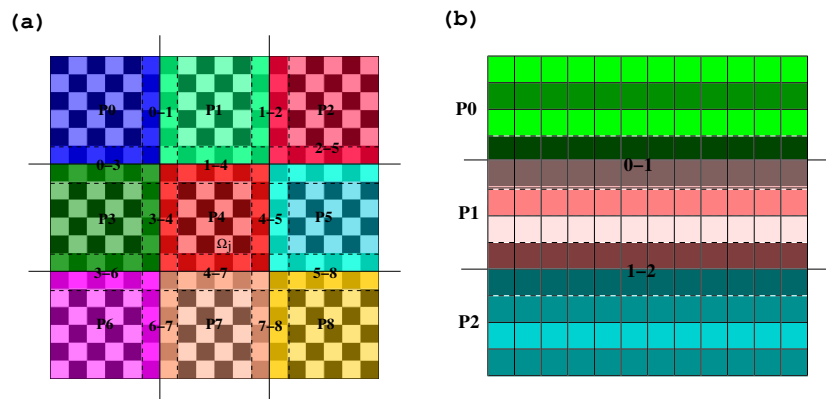 (a)
(b)
P0 0–1 P1 1–2 P2
2–5
0–3 1–4
P3 3–4 P4 4–5 P5
Ωj
3–6 4–7 5–8
P6 6–7 P7 7–8 P8
P0
0–1
P1
1–2
P2